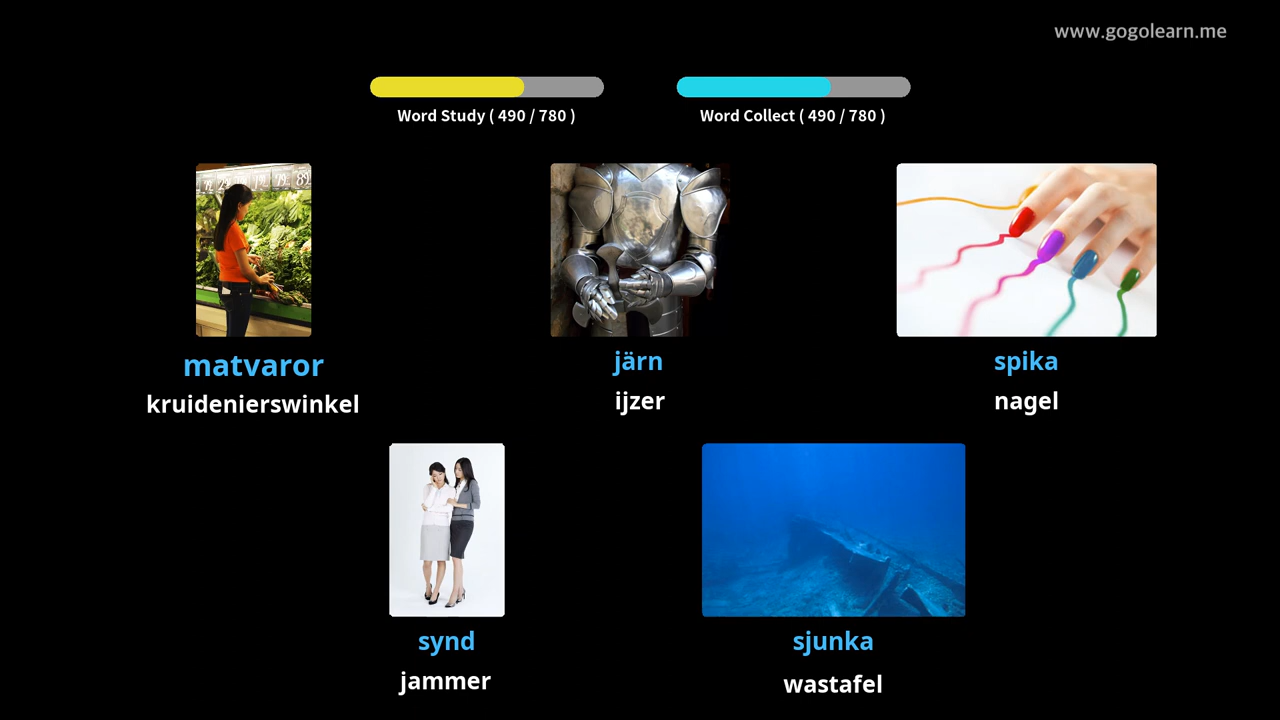 www.gogolearn.me
Word Study ( 490 / 780 )
Word Collect ( 490 / 780 )
matvaror
kruidenierswinkel
järn
ijzer
spika
nagel
synd
jammer
sjunka
wastafel